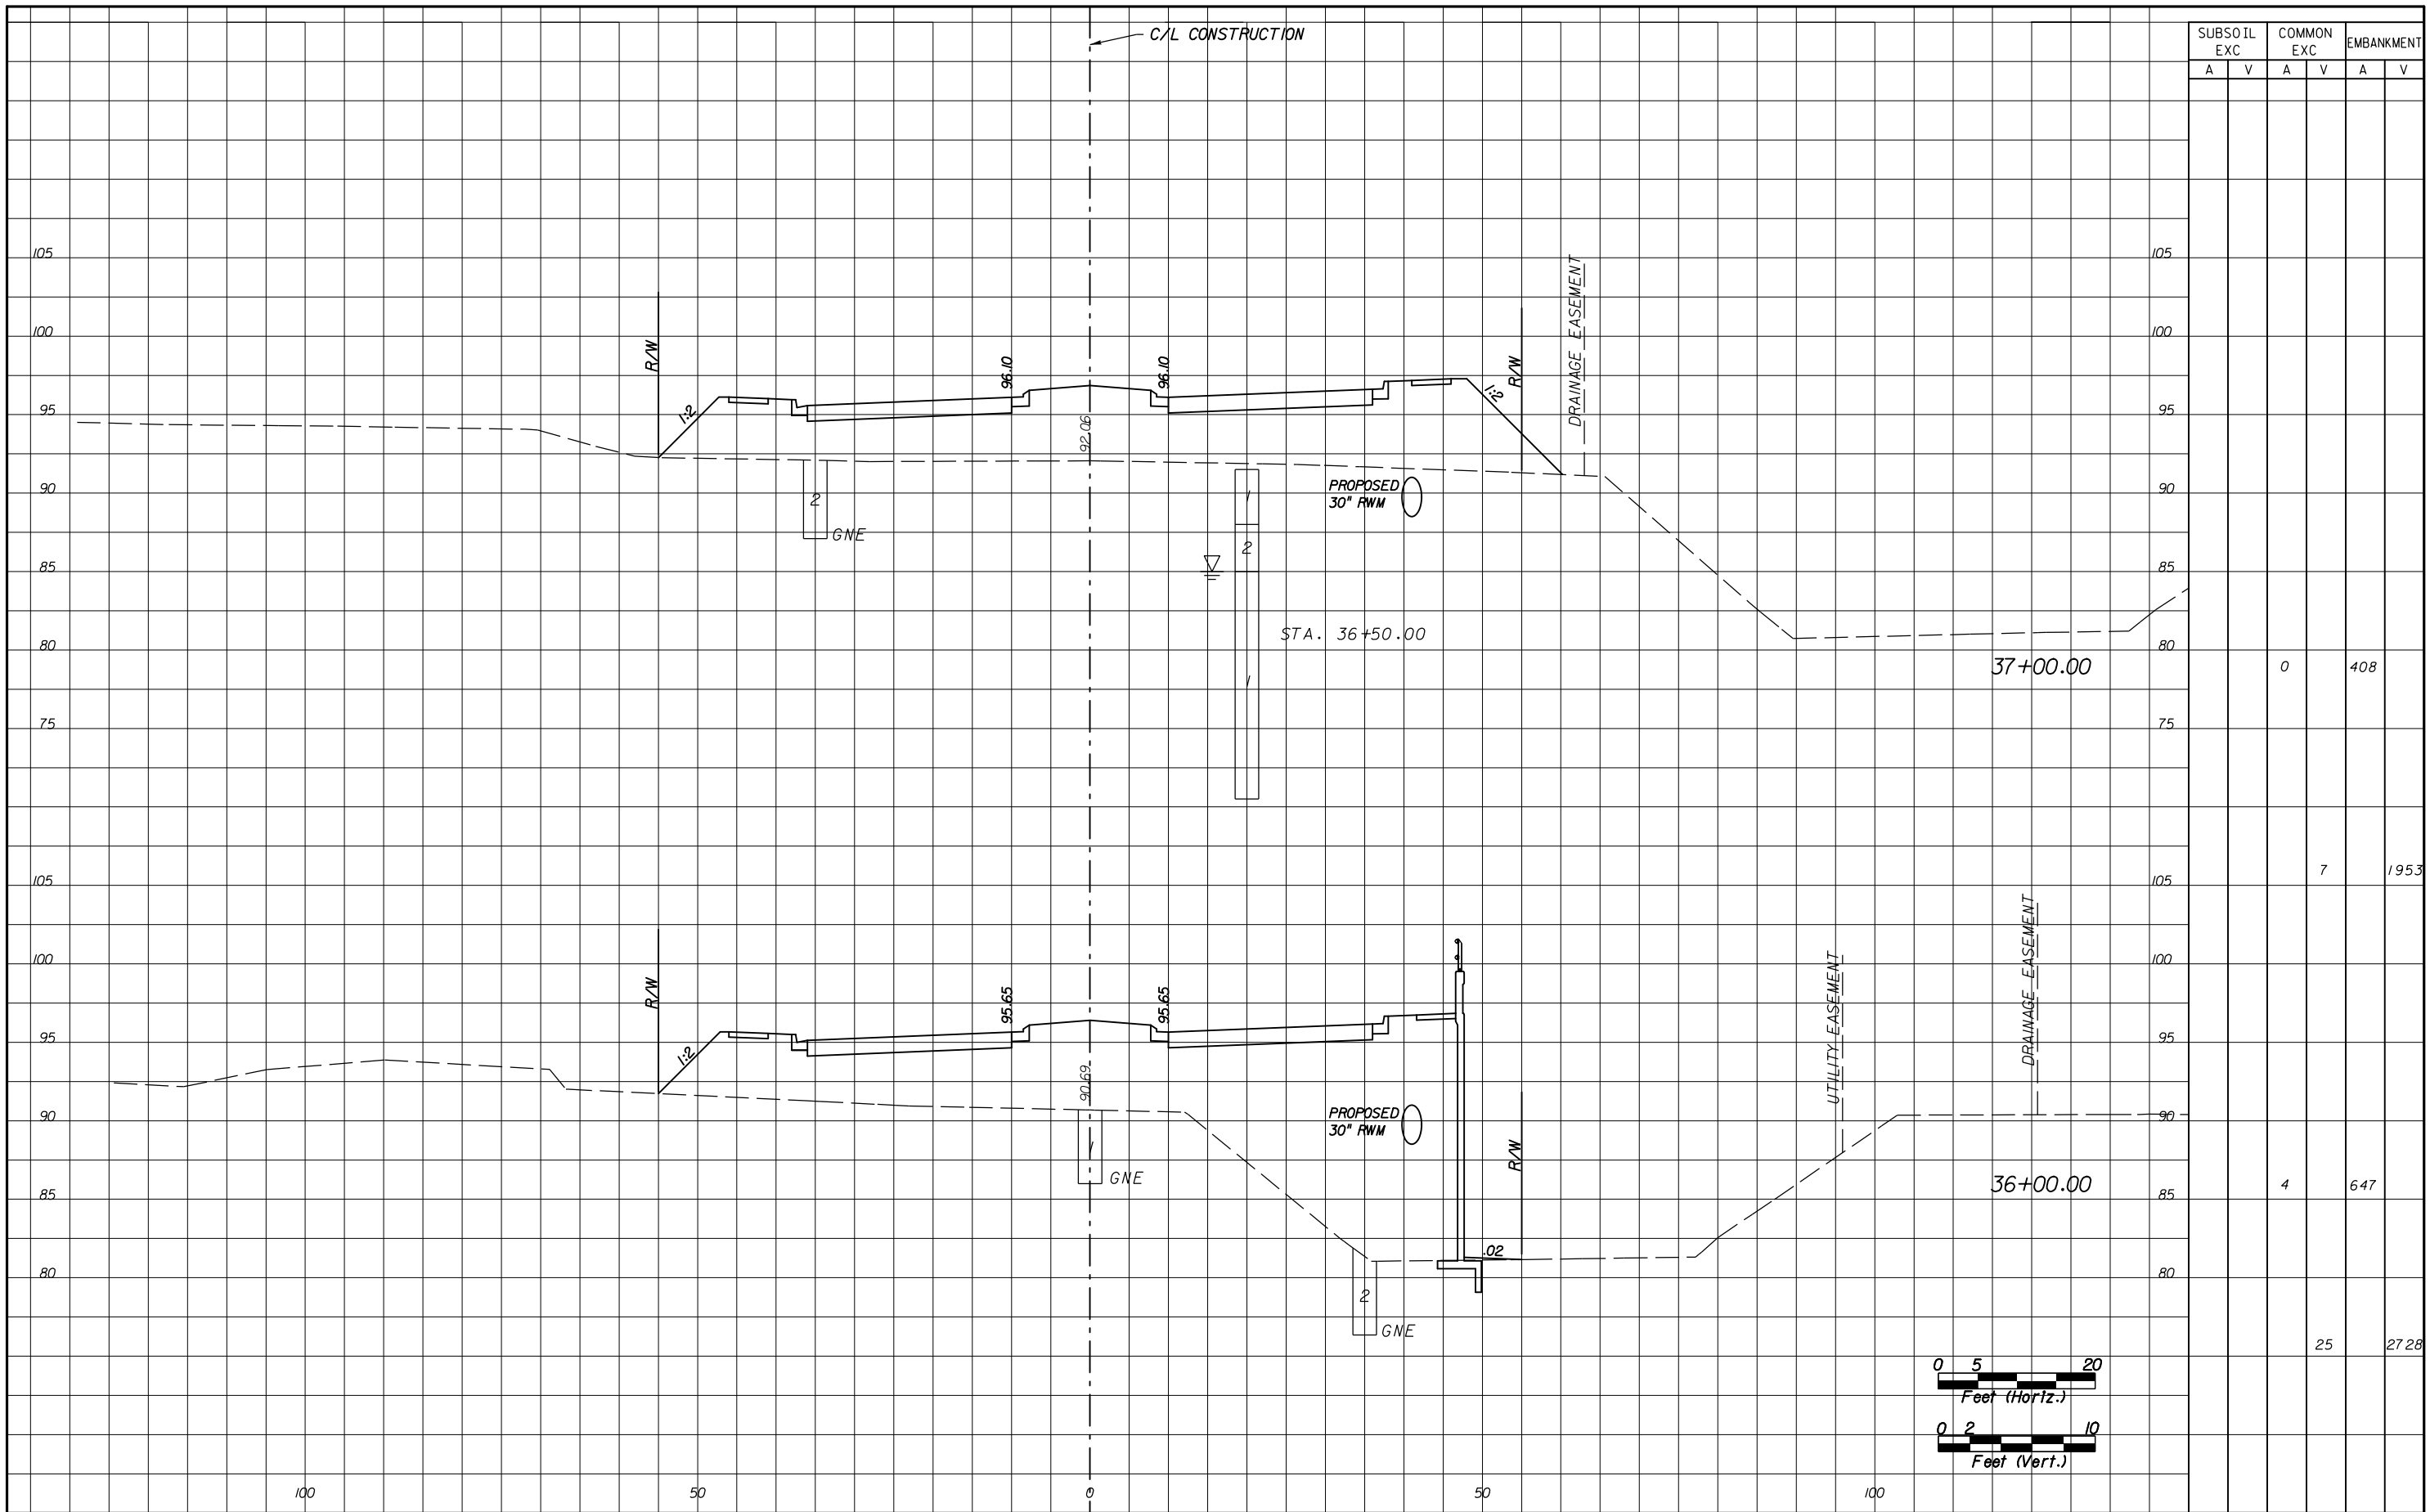 C/L CONSTRUCTION
SUBSOIL EXC
COMMON EXC
EMBANKMENT
A V A V A V
105 105
DRAINAGE EASEMENT
100 100
R/W 96.10 96.10 R/W
1:2 1:2
95 95
92.06
90 90
2
PROPOSED
30" RWM
GNE
1
2
85 85
STA. 36+50.00
80 80
37+00.00 0 408
1
75 75
7 1953
105 105
DRAINAGE EASEMENT
UTILITY EASEMENT
100 100
R/W 95.65 95.65
95 95
1:2
90.69
90 90
PROPOSED
30" RWM
1
R/W
GNE
36+00.00 4 647
85 85
.02
80 80
2
GNE
25 2728
0 5 20
Feet (Horiz.)
0 2 10
Feet (Vert.)
100 50 0 50 100